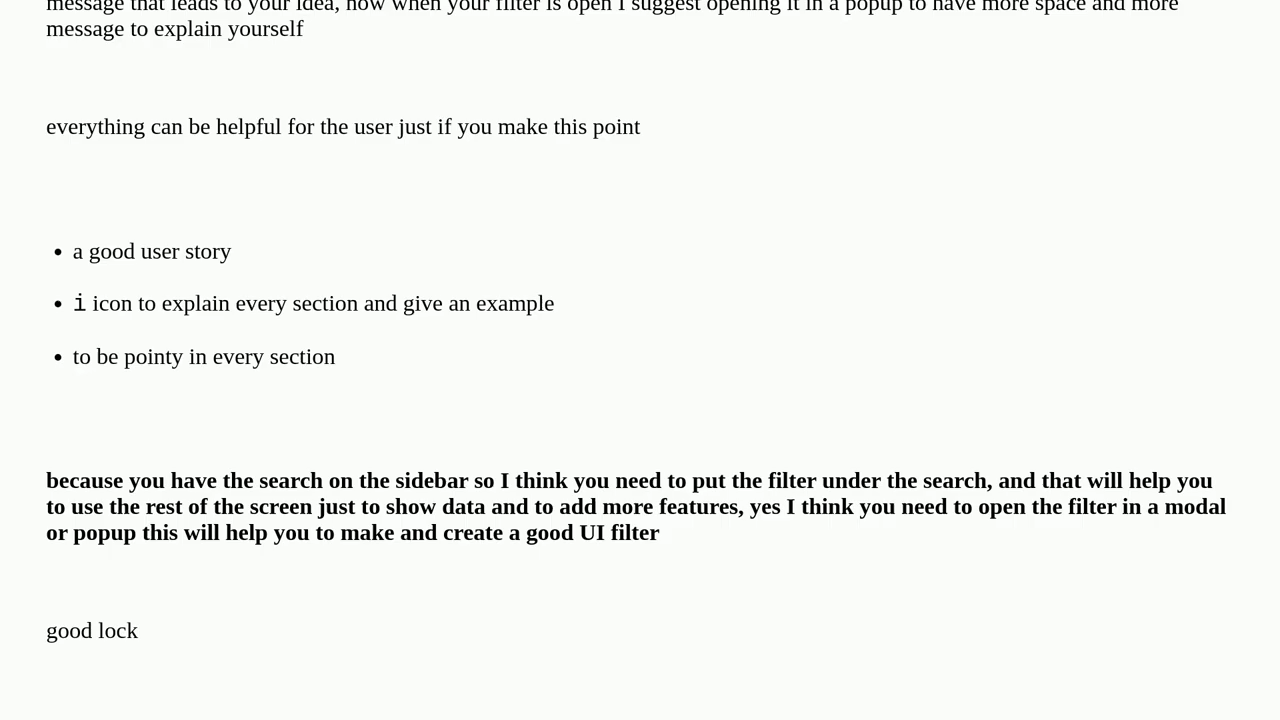 message that leads to your idea, now when your filter is open I suggest opening it in a popup to have more space and more
message to explain yourself
everything can be helpful for the user just if you make this point
• a good user story
• i icon to explain every section and give an example
• to be pointy in every section
because you have the search on the sidebar so I think you need to put the filter under the search, and that will help you
to use the rest of the screen just to show data and to add more features, yes I think you need to open the filter in a modal
or popup this will help you to make and create a good UI filter
good lock